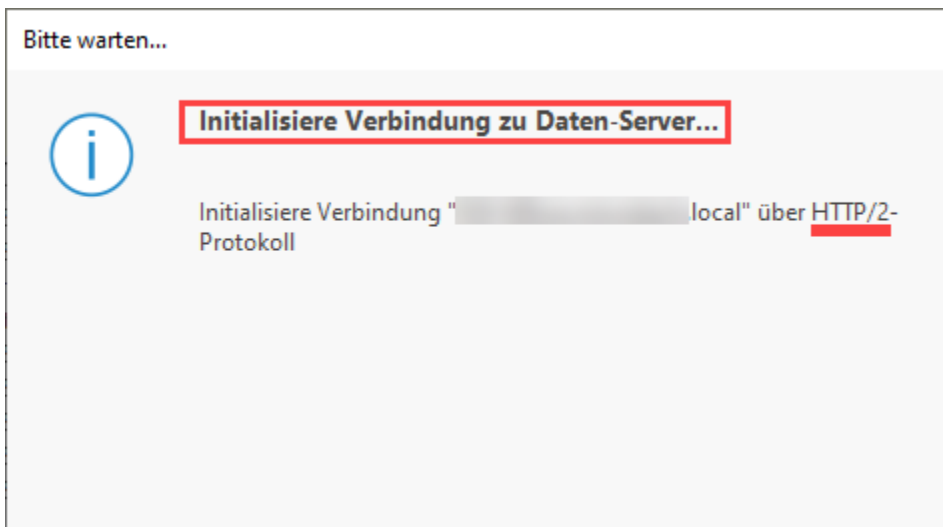 Bitte warten...
Initialisiere Verbindung zu Daten-Server...
Initialisiere Verbindung " .local" über HTTP/2-
Protokoll